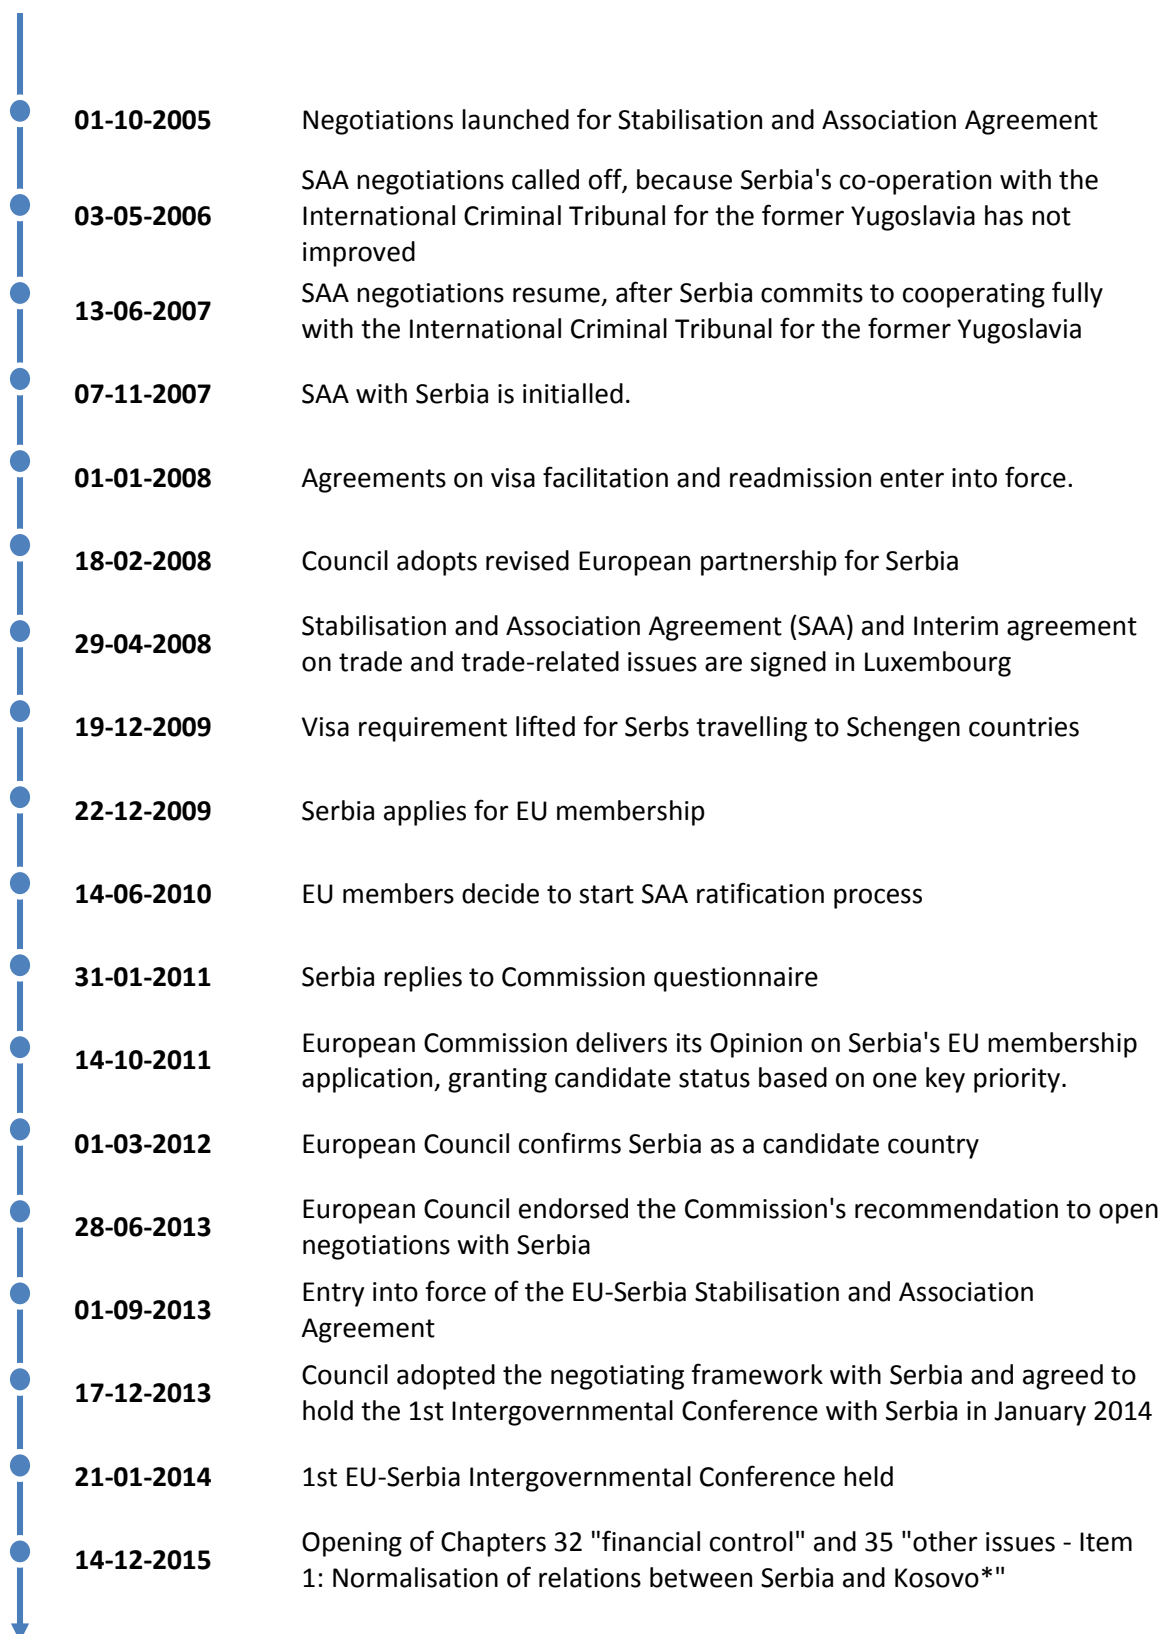 01-10-2005 Negotiations launched for Stabilisation and Association Agreement
SAA negotiations called off, because Serbia's co-operation with the
03-05-2006 International Criminal Tribunal for the former Yugoslavia has not
improved
13-06-2007 SAA negotiations resume, after Serbia commits to cooperating fully
with the International Criminal Tribunal for the former Yugoslavia
07-11-2007 SAA with Serbia is initialled.
01-01-2008 Agreements on visa facilitation and readmission enter into force.
18-02-2008 Council adopts revised European partnership for Serbia
29-04-2008 Stabilisation and Association Agreement (SAA) and Interim agreement
on trade and trade-related issues are signed in Luxembourg
19-12-2009 Visa requirement lifted for Serbs travelling to Schengen countries
22-12-2009 Serbia applies for EU membership
14-06-2010 EU members decide to start SAA ratification process
31-01-2011 Serbia replies to Commission questionnaire
14-10-2011 European Commission delivers its Opinion on Serbia's EU membership
application, granting candidate status based on one key priority.
01-03-2012 European Council confirms Serbia as a candidate country
28-06-2013 European Council endorsed the Commission's recommendation to open
negotiations with Serbia
01-09-2013 Entry into force of the EU-Serbia Stabilisation and Association
Agreement
17-12-2013 Council adopted the negotiating framework with Serbia and agreed to
hold the 1st Intergovernmental Conference with Serbia in January 2014
21-01-2014 1st EU-Serbia Intergovernmental Conference held
14-12-2015 Opening of Chapters 32 "financial control" and 35 "other issues - Item
1: Normalisation of relations between Serbia and Kosovo*"